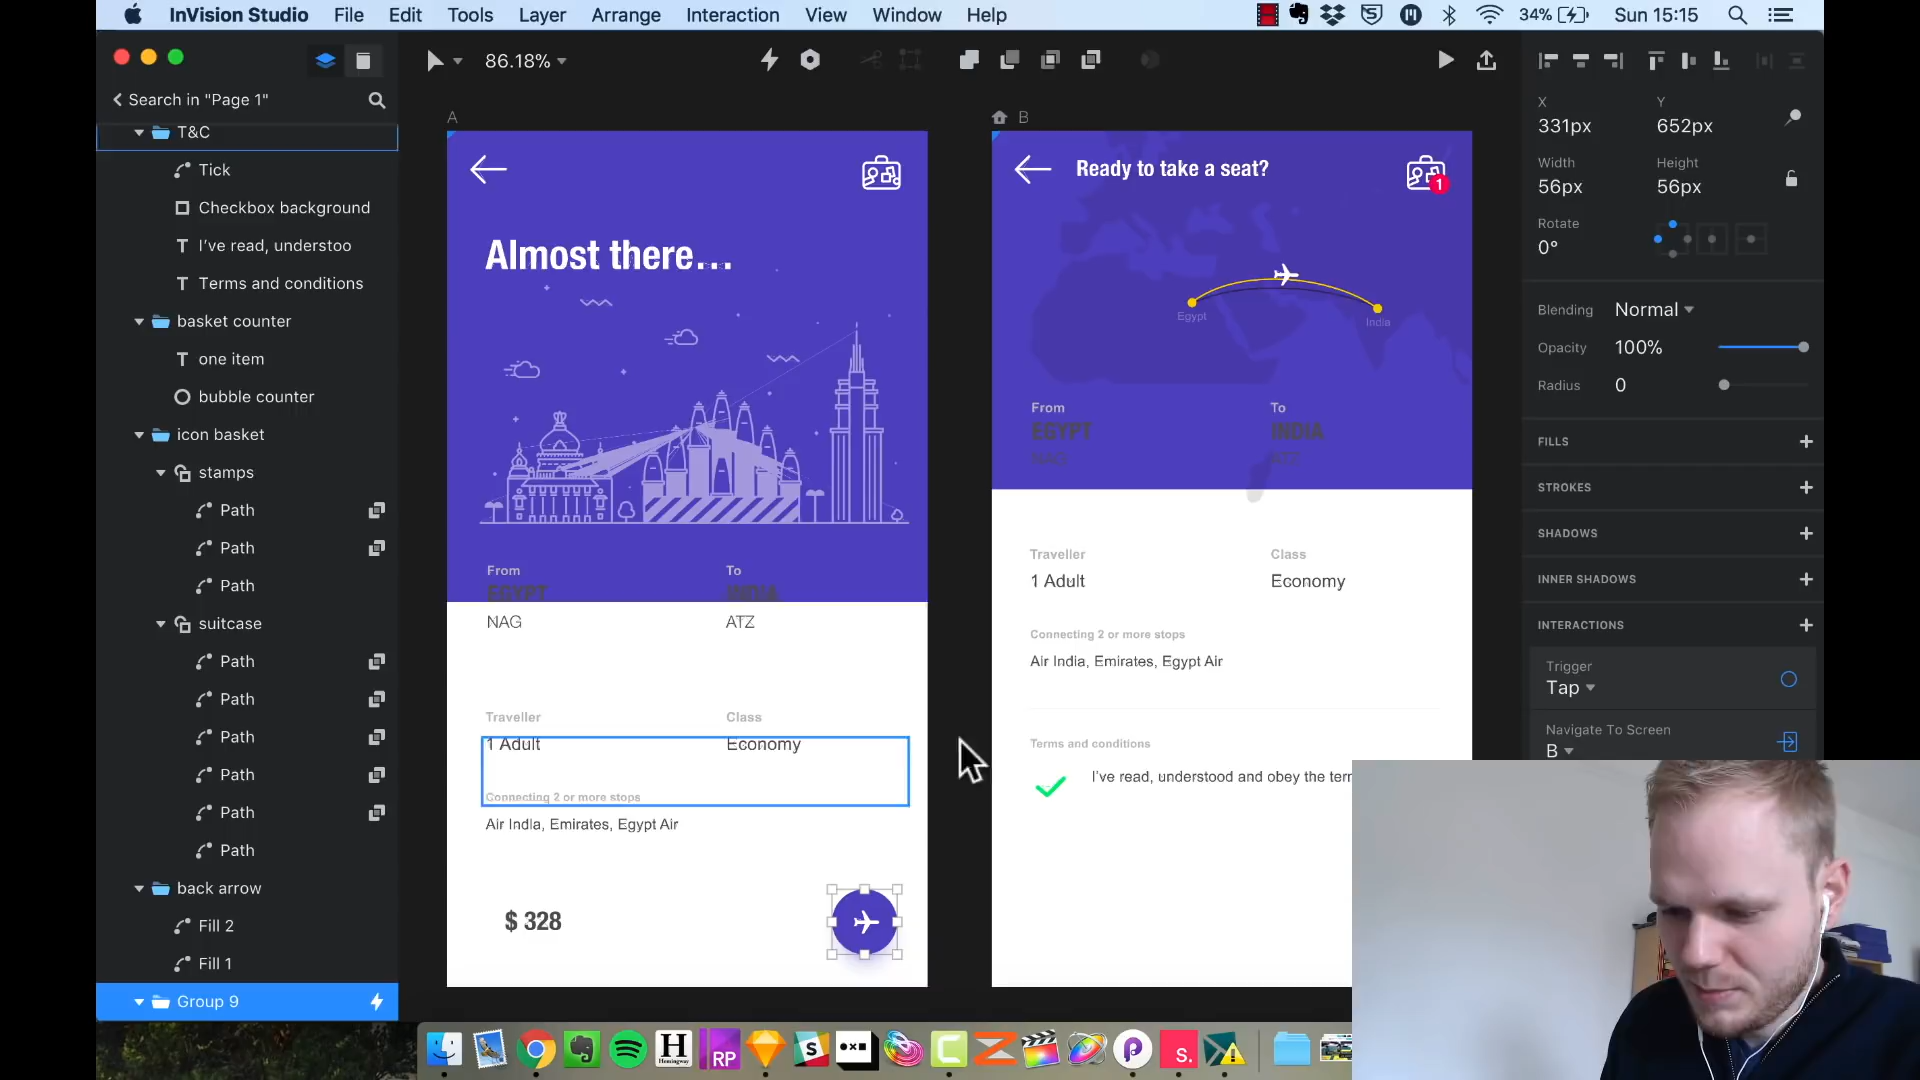 InVision Studio File Edit Tools Layer Arrange Interaction View Window Help 34% Sun 15:15
86.18%
Search in "Page 1"
T&C
Tick
Checkbox background
I've read, understoo
Terms and conditions
basket counter
one item
bubble counter
icon basket
stamps
Path
Path
Path
suitcase
Path
Path
Path
Path
Path
Path
back arrow
Fill 2
Fill 1
Group 9
A
Almost there...
From To
EGYPT INDIA
NAG ATZ
Traveller Class
1 Adult Economy
Connecting 2 or more stops
Air India, Emirates, Egypt Air
$ 328
B
Ready to take a seat?
1
Egypt India
From To
EGYPT INDIA
NAG ATZ
Traveller Class
1 Adult Economy
Connecting 2 or more stops
Air India, Emirates, Egypt Air
Terms and conditions
I've read, understood and obey the ter
X Y
331px 652px
Width Height
56px 56px
Rotate
0°
Blending Normal
Opacity 100%
Radius 0
FILLS
STROKES
SHADOWS
INNER SHADOWS
INTERACTIONS
Trigger
Tap
Navigate To Screen
B
H
Hemingway
RP
S
S.